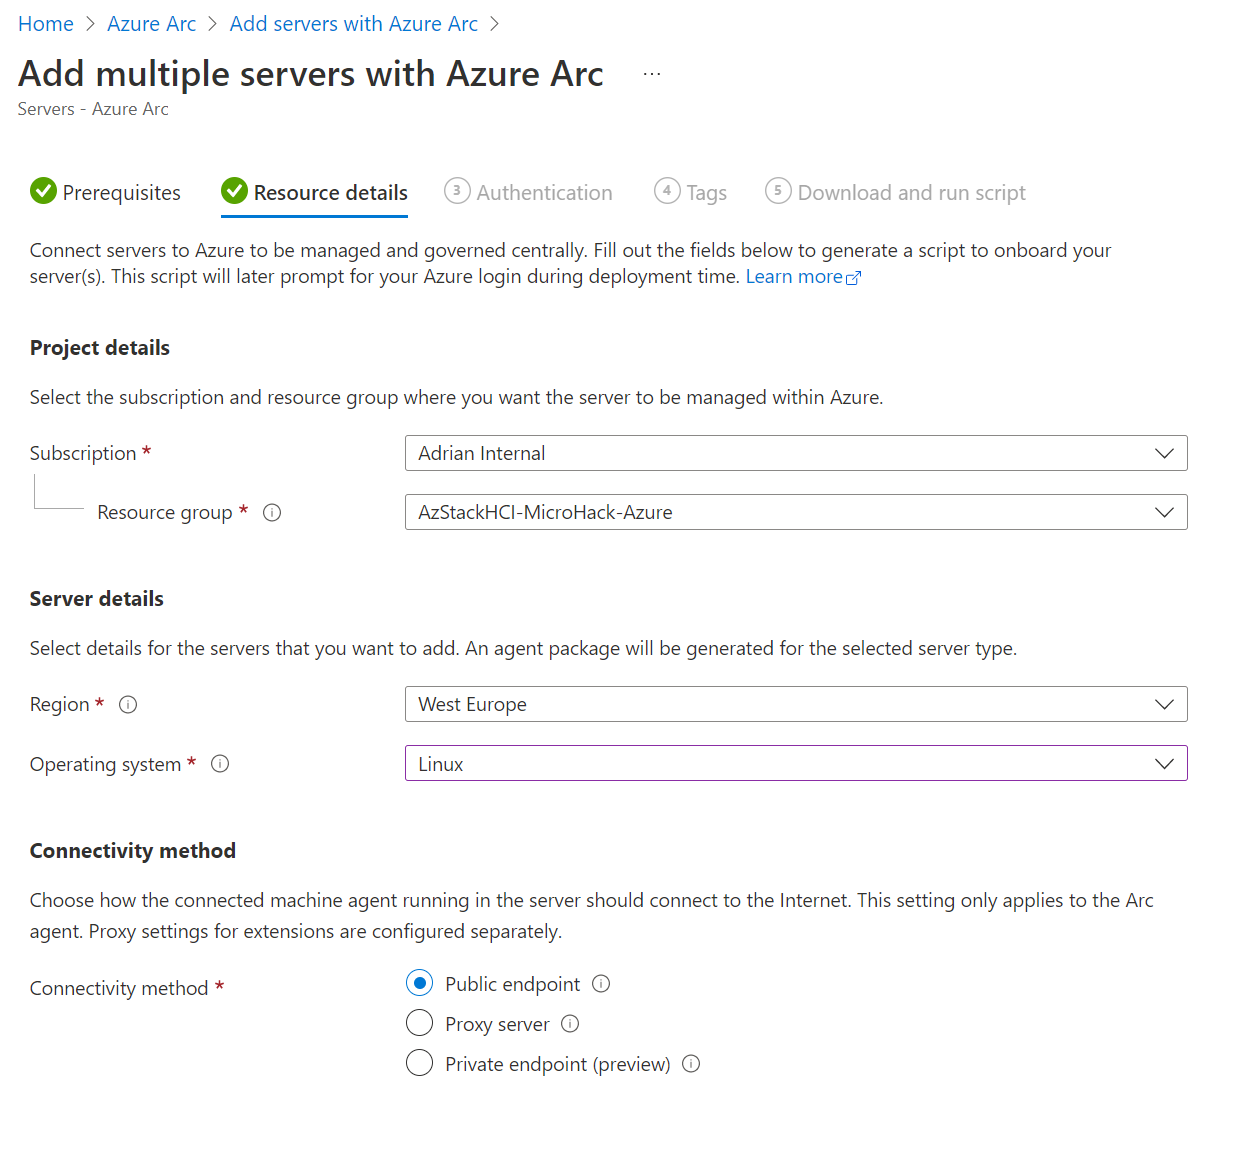 Home > Azure Arc > Add servers with Azure Arc >
Add multiple servers with Azure Arc ...
Servers - Azure Arc
Prerequisites Resource details 3 Authentication 4 Tags 5 Download and run script
Connect servers to Azure to be managed and governed centrally. Fill out the fields below to generate a script to onboard your
server(s). This script will later prompt for your Azure login during deployment time. Learn more
Project details
Select the subscription and resource group where you want the server to be managed within Azure.
Subscription * Adrian Internal
Resource group * AzStackHCI-MicroHack-Azure
Server details
Select details for the servers that you want to add. An agent package will be generated for the selected server type.
Region * West Europe
Operating system * Linux
Connectivity method
Choose how the connected machine agent running in the server should connect to the Internet. This setting only applies to the Arc
agent. Proxy settings for extensions are configured separately.
Connectivity method * Public endpoint
Proxy server
Private endpoint (preview)